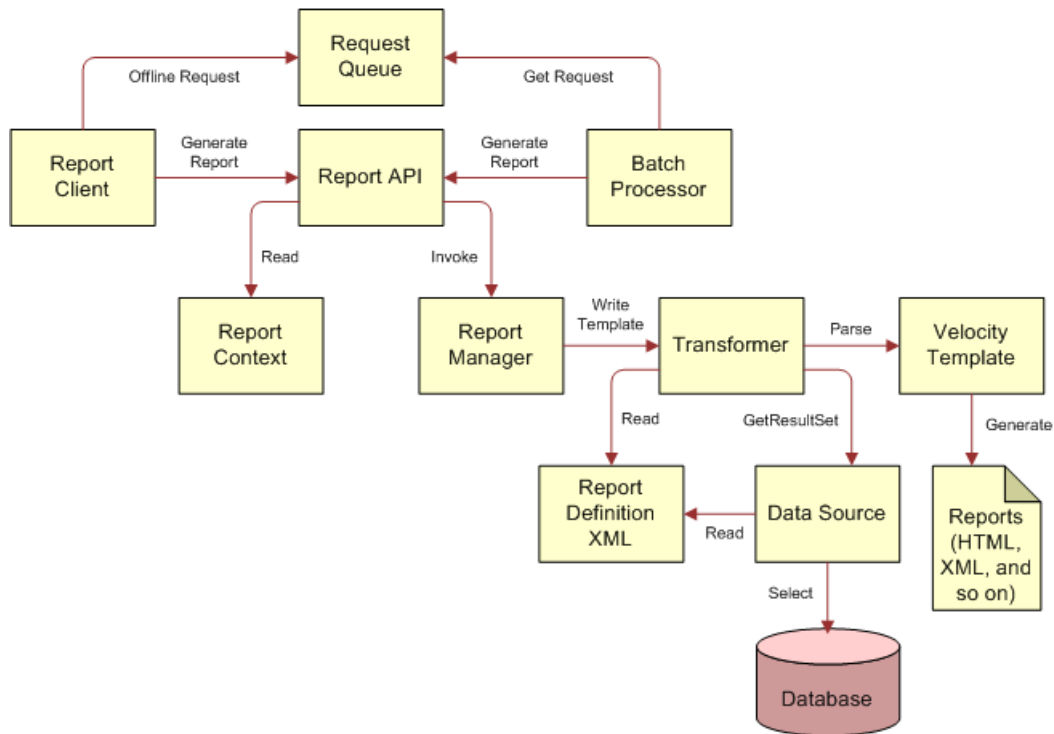 Request
Queue
Offline Request
Get Request
Report
Client
Generate
Report
Report API
Generate
Report
Batch
Processor
Read
Invoke
Report
Context
Report
Manager
Write
Template
Transformer
Parse
Velocity
Template
Read
GetResultSet
Generate
Report
Definition
XML
Read
Data Source
Reports
(HTML,
XML, and
so on)
Select
Database